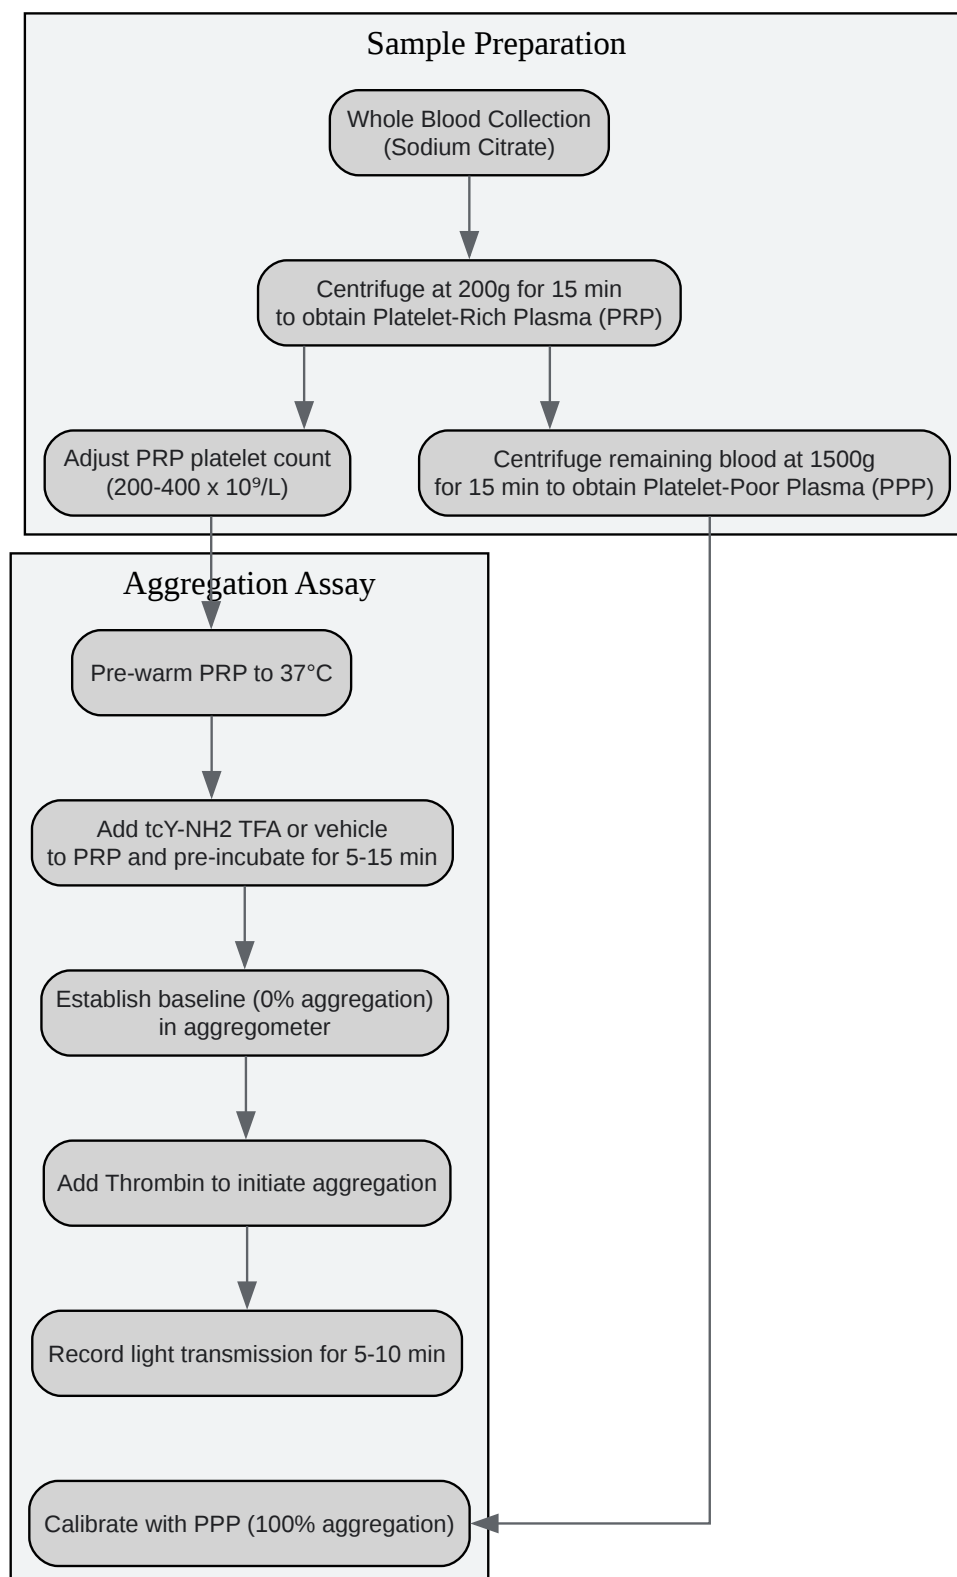 Sample Preparation
Whole Blood Collection
(Sodium Citrate)
Centrifuge at 200g for 15 min
to obtain Platelet-Rich Plasma (PRP)
Adjust PRP platelet count
(200-400 x 10⁹/L)
Centrifuge remaining blood at 1500g
for 15 min to obtain Platelet-Poor Plasma (PPP)
Aggregation Assay
Pre-warm PRP to 37°C
Add tcY-NH2 TFA or vehicle
to PRP and pre-incubate for 5-15 min
Establish baseline (0% aggregation)
in aggregometer
Add Thrombin to initiate aggregation
Record light transmission for 5-10 min
Calibrate with PPP (100% aggregation)